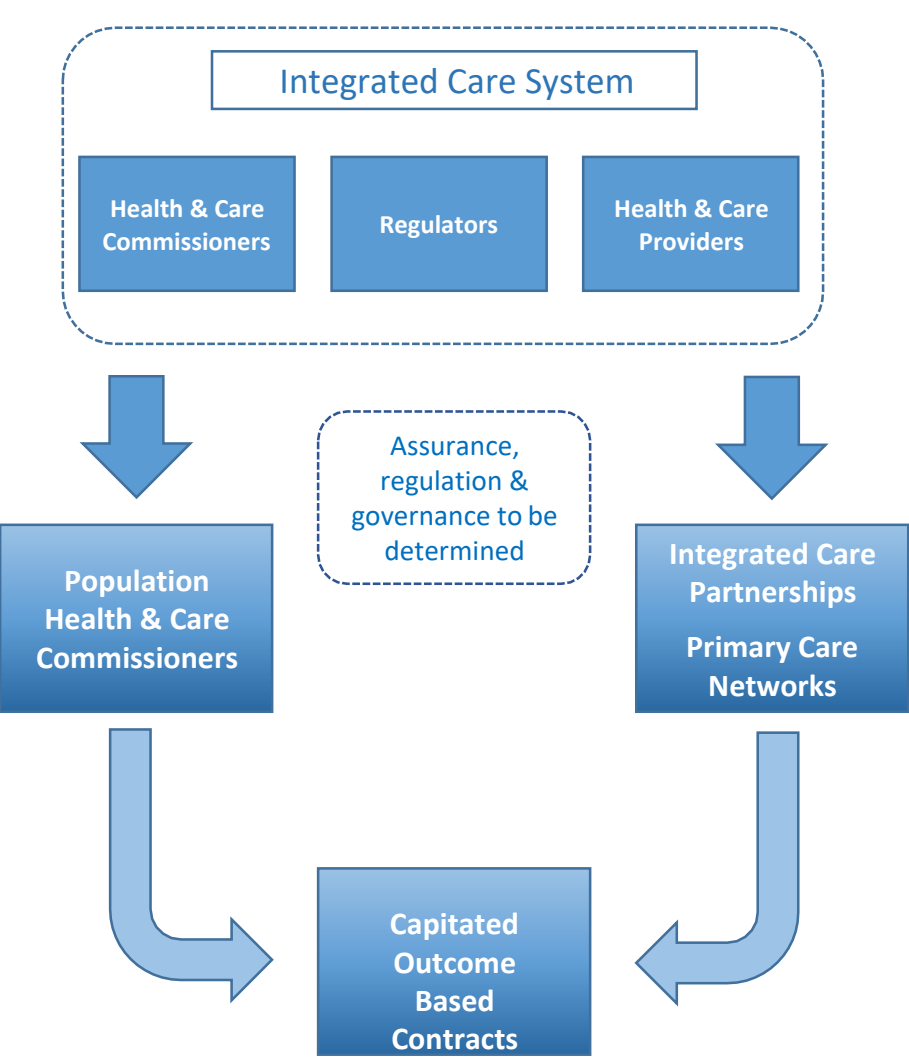 Integrated Care System
Health & Care
Commissioners
Regulators
Health & Care
Providers
Assurance,
regulation &
governance to be
determined
Population
Health & Care
Commissioners
Integrated Care
Partnerships
Primary Care
Networks
Capitated
Outcome
Based
Contracts